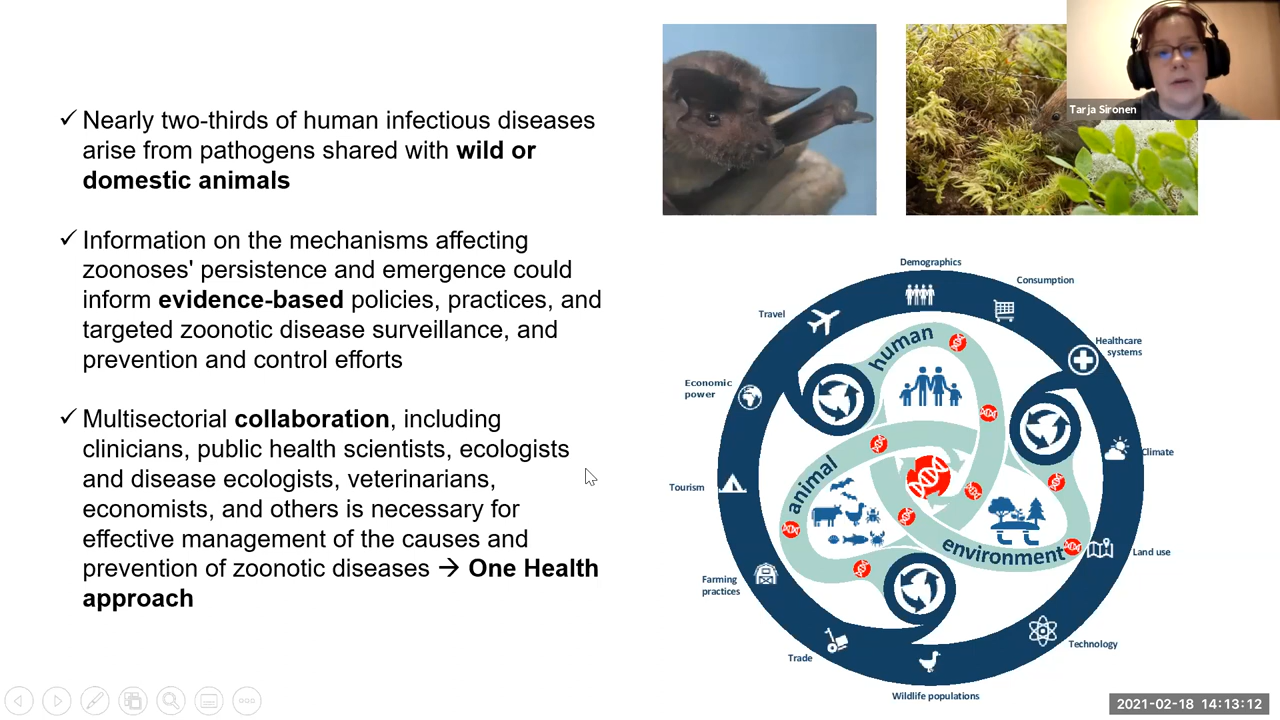 ✓ Nearly two-thirds of human infectious diseases
arise from pathogens shared with wild or
domestic animals
✓ Information on the mechanisms affecting
zoonoses' persistence and emergence could
inform evidence-based policies, practices, and
targeted zoonotic disease surveillance, and
prevention and control efforts
✓ Multisectorial collaboration, including
clinicians, public health scientists, ecologists
and disease ecologists, veterinarians,
economists, and others is necessary for
effective management of the causes and
prevention of zoonotic diseases → One Health
approach
Tarja Sironen
Demographics
Consumption
Travel
Healthcare
systems
human
Economic
power
Climate
animal
Tourism
environment
Land use
Farming
practices
Technology
Trade
Wildlife populations
2021-02-18 14:13:12